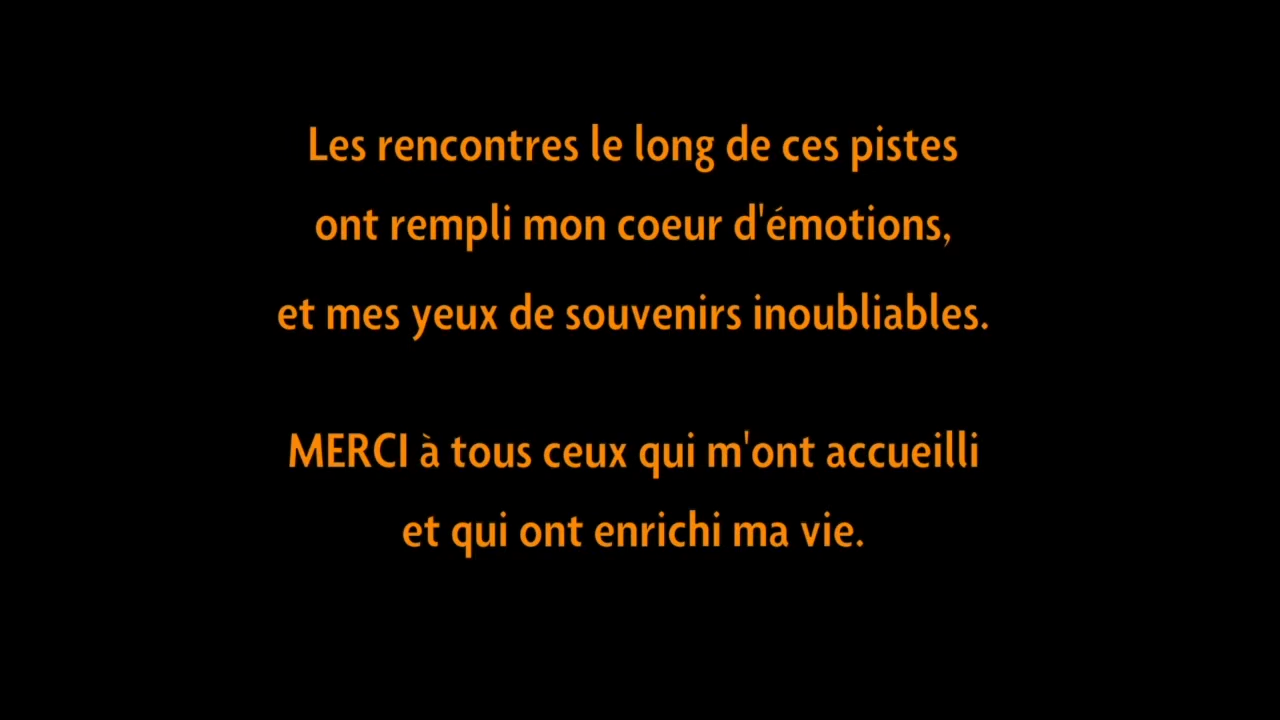 Les rencontres le long de ces pistes
ont rempli mon coeur d'émotions,
et mes yeux de souvenirs inoubliables.
MERCI à tous ceux qui m'ont accueilli
et qui ont enrichi ma vie.